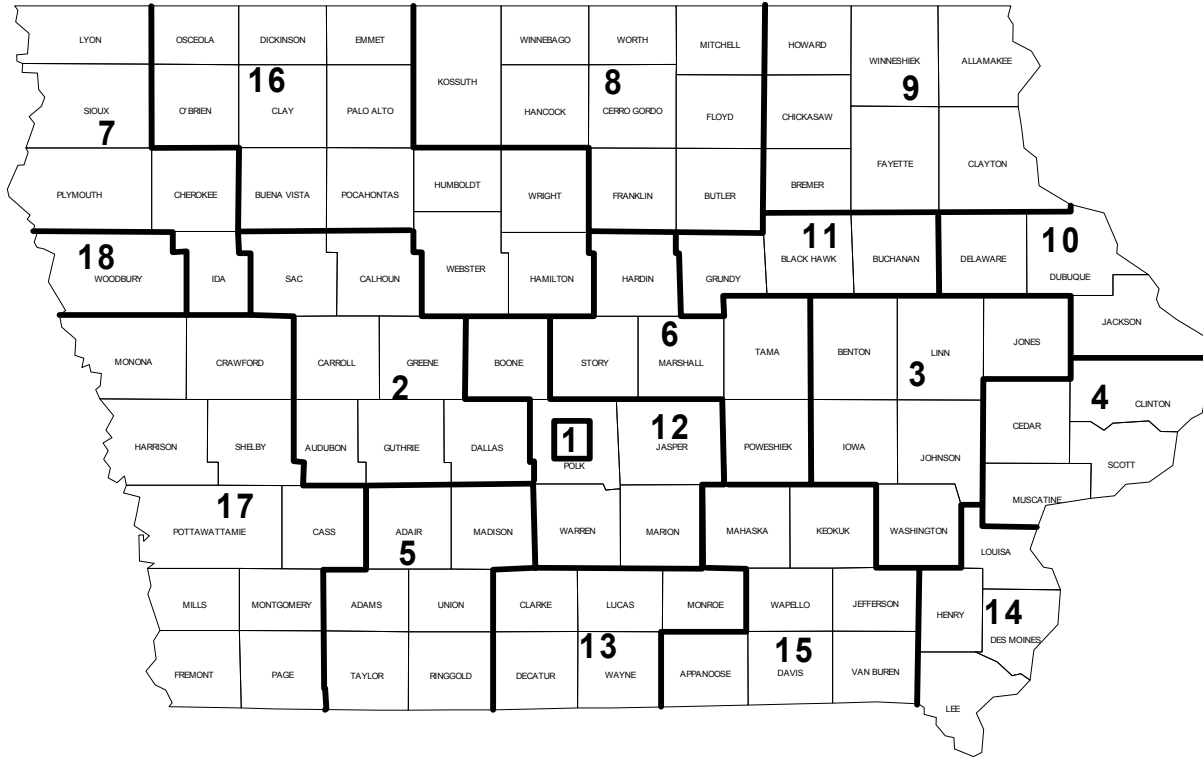 LYON
OSCEOLA
DICKINSON
EMMET
KOSSUTH
WINNEBAGO
WORTH
MITCHELL
HOWARD
WINNESHIEK
ALLAMAKEE
SIOUX
7
O'BRIEN
16
CLAY
PALO ALTO
HANCOCK
8
CERRO GORDO
FLOYD
CHICKASAW
9
PLYMOUTH
CHEROKEE
BUENA VISTA
POCAHONTAS
HUMBOLDT
WRIGHT
FRANKLIN
BUTLER
BREMER
FAYETTE
CLAYTON
18
WOODBURY
IDA
SAC
CALHOUN
WEBSTER
HAMILTON
HARDIN
GRUNDY
11
BLACK HAWK
BUCHANAN
DELAWARE
10
DUBUQUE
JACKSON
MONONA
CRAWFORD
CARROLL
GREENE
2
BOONE
STORY
6
MARSHALL
TAMA
BENTON
LINN
3
JONES
4
CLINTON
HARRISON
SHELBY
AUDUBON
GUTHRIE
DALLAS
1
POLK
12
JASPER
POWESHIEK
IOWA
JOHNSON
CEDAR
SCOTT
MUSCATINE
17
POTTAWATTAMIE
CASS
ADAIR
5
MADISON
WARREN
MARION
MAHASKA
KEOKUK
WASHINGTON
LOUISA
MILLS
MONTGOMERY
ADAMS
UNION
CLARKE
LUCAS
MONROE
WAPELLO
JEFFERSON
HENRY
14
DES MOINES
FREMONT
PAGE
TAYLOR
RINGGOLD
DECATUR
13
WAYNE
APPANOOSE
15
DAVIS
VAN BUREN
LEE